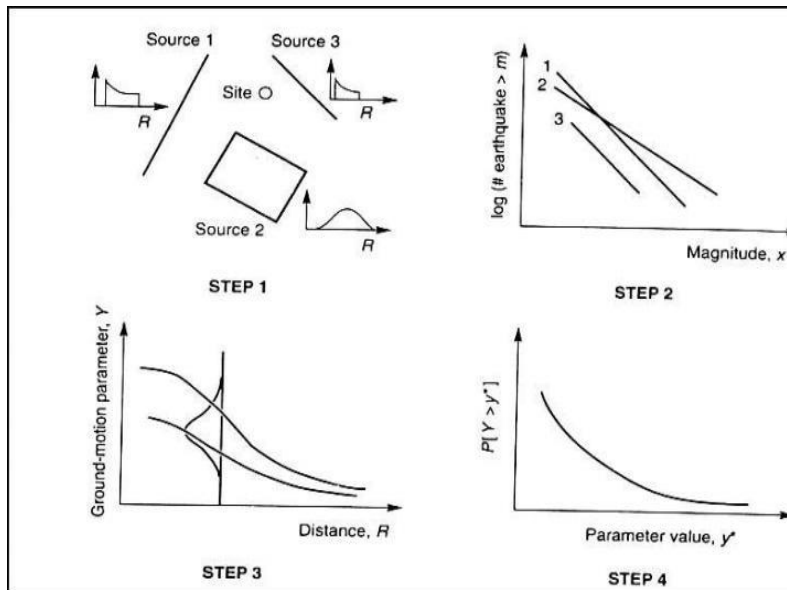 Source 1
Source 3
Site
R
R
Source 2
R
STEP 1
log (# earthquake > m)
1
2
3
Magnitude, x
STEP 2
Ground-motion parameter, Y
Distance, R
STEP 3
P[Y > y*]
Parameter value, y*
STEP 4